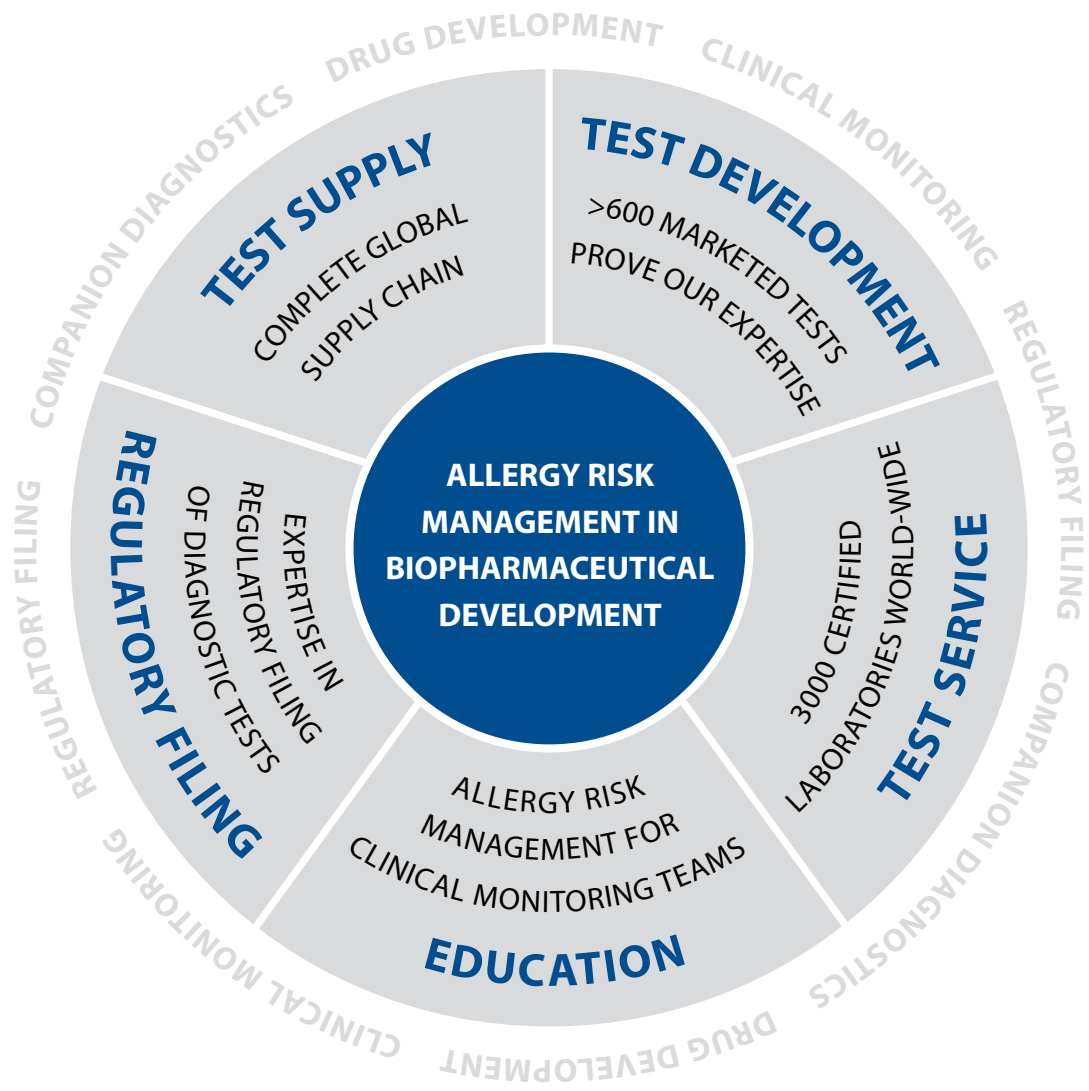 DRUG DEVELOPMENT
CLINICAL MONITORING
REGULATORY FILING
COMPANION DIAGNOSTICS
DRUG DEVELOPMENT
CLINICAL MONITORING
REGULATORY FILING
COMPANION DIAGNOSTICS
TEST DEVELOPMENT
>600 MARKETED TESTS
PROVE OUR EXPERTISE
TEST SERVICE
3000 CERTIFIED
LABORATORIES WORLD-WIDE
ALLERGY RISK
MANAGEMENT FOR
CLINICAL MONITORING TEAMS
EDUCATION
REGULATORY FILING
EXPERTISE IN
REGULATORY FILING
OF DIAGNOSTIC TESTS
TEST SUPPLY
COMPLETE GLOBAL
SUPPLY CHAIN
ALLERGY RISK
MANAGEMENT IN
BIOPHARMACEUTICAL
DEVELOPMENT